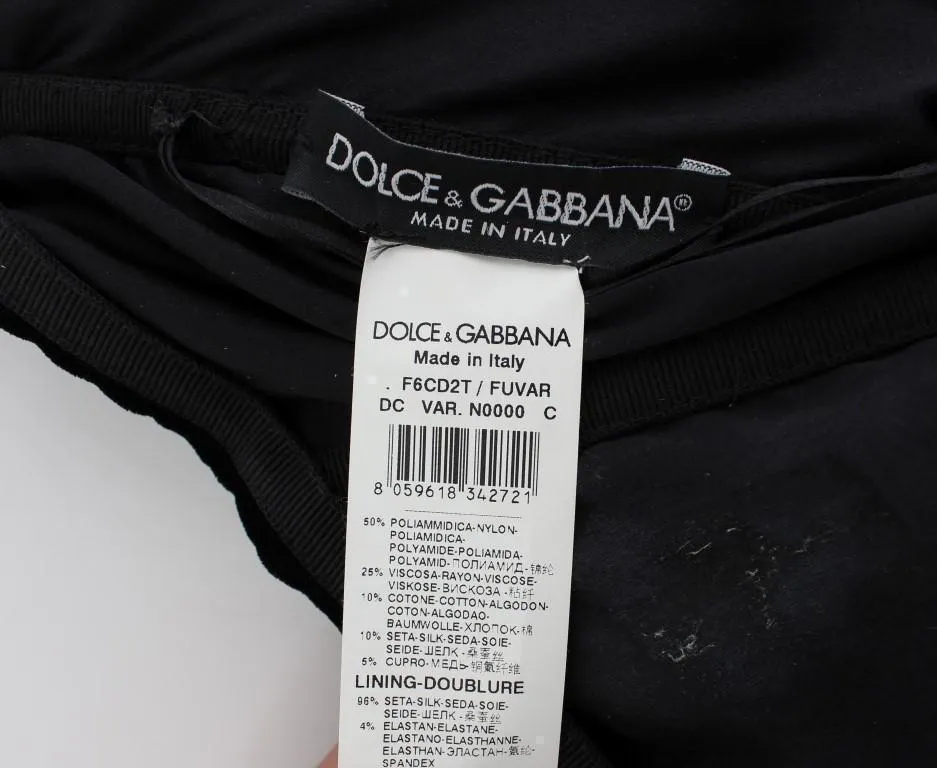 DOLCE & GABBANA®
MADE IN ITALY
DOLCE & GABBANA
Made in Italy
. F6CD2T / FUVAR
DC VAR. N0000 C
8 059618 342721
50% POLIAMMIDICA-NYLON-
POLIAMIDICA-
POLYAMIDE-POLIAMIDA-
POLYAMID-ПОЛИАМИД-锦纶
25% VISCOSA-RAYON-VISCOSE-
VISKOSE-ВИСКОЗА-粘纤
10% COTONE-COTTON-ALGODON-
COTON-ALGODAO-
BAUMWOLLE-ХЛОПОК-棉
10% SETA-SILK-SEDA-SOIE-
SEIDE-ШЕЛК-桑蚕丝
5% CUPRO-МЕДЬ-铜氨纤维
LINING-DOUBLURE
96% SETA-SILK-SEDA-SOIE-
SEIDE-ШЕЛК-桑蚕丝
4% ELASTAN-ELASTANE-
ELASTANO-ELASTHANNE-
ELASTHAN-ЭЛАСТАН-氨纶-
SPANDEX